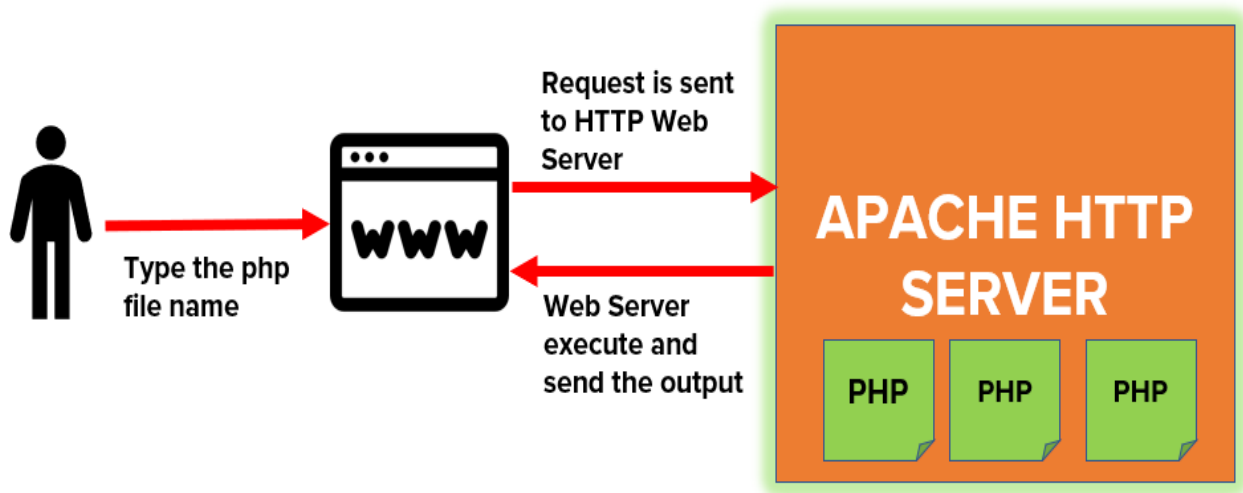 Type the php
file name
WWW
Request is sent
to HTTP Web
Server
Web Server
execute and
send the output
APACHE HTTP
SERVER
PHP
PHP
PHP